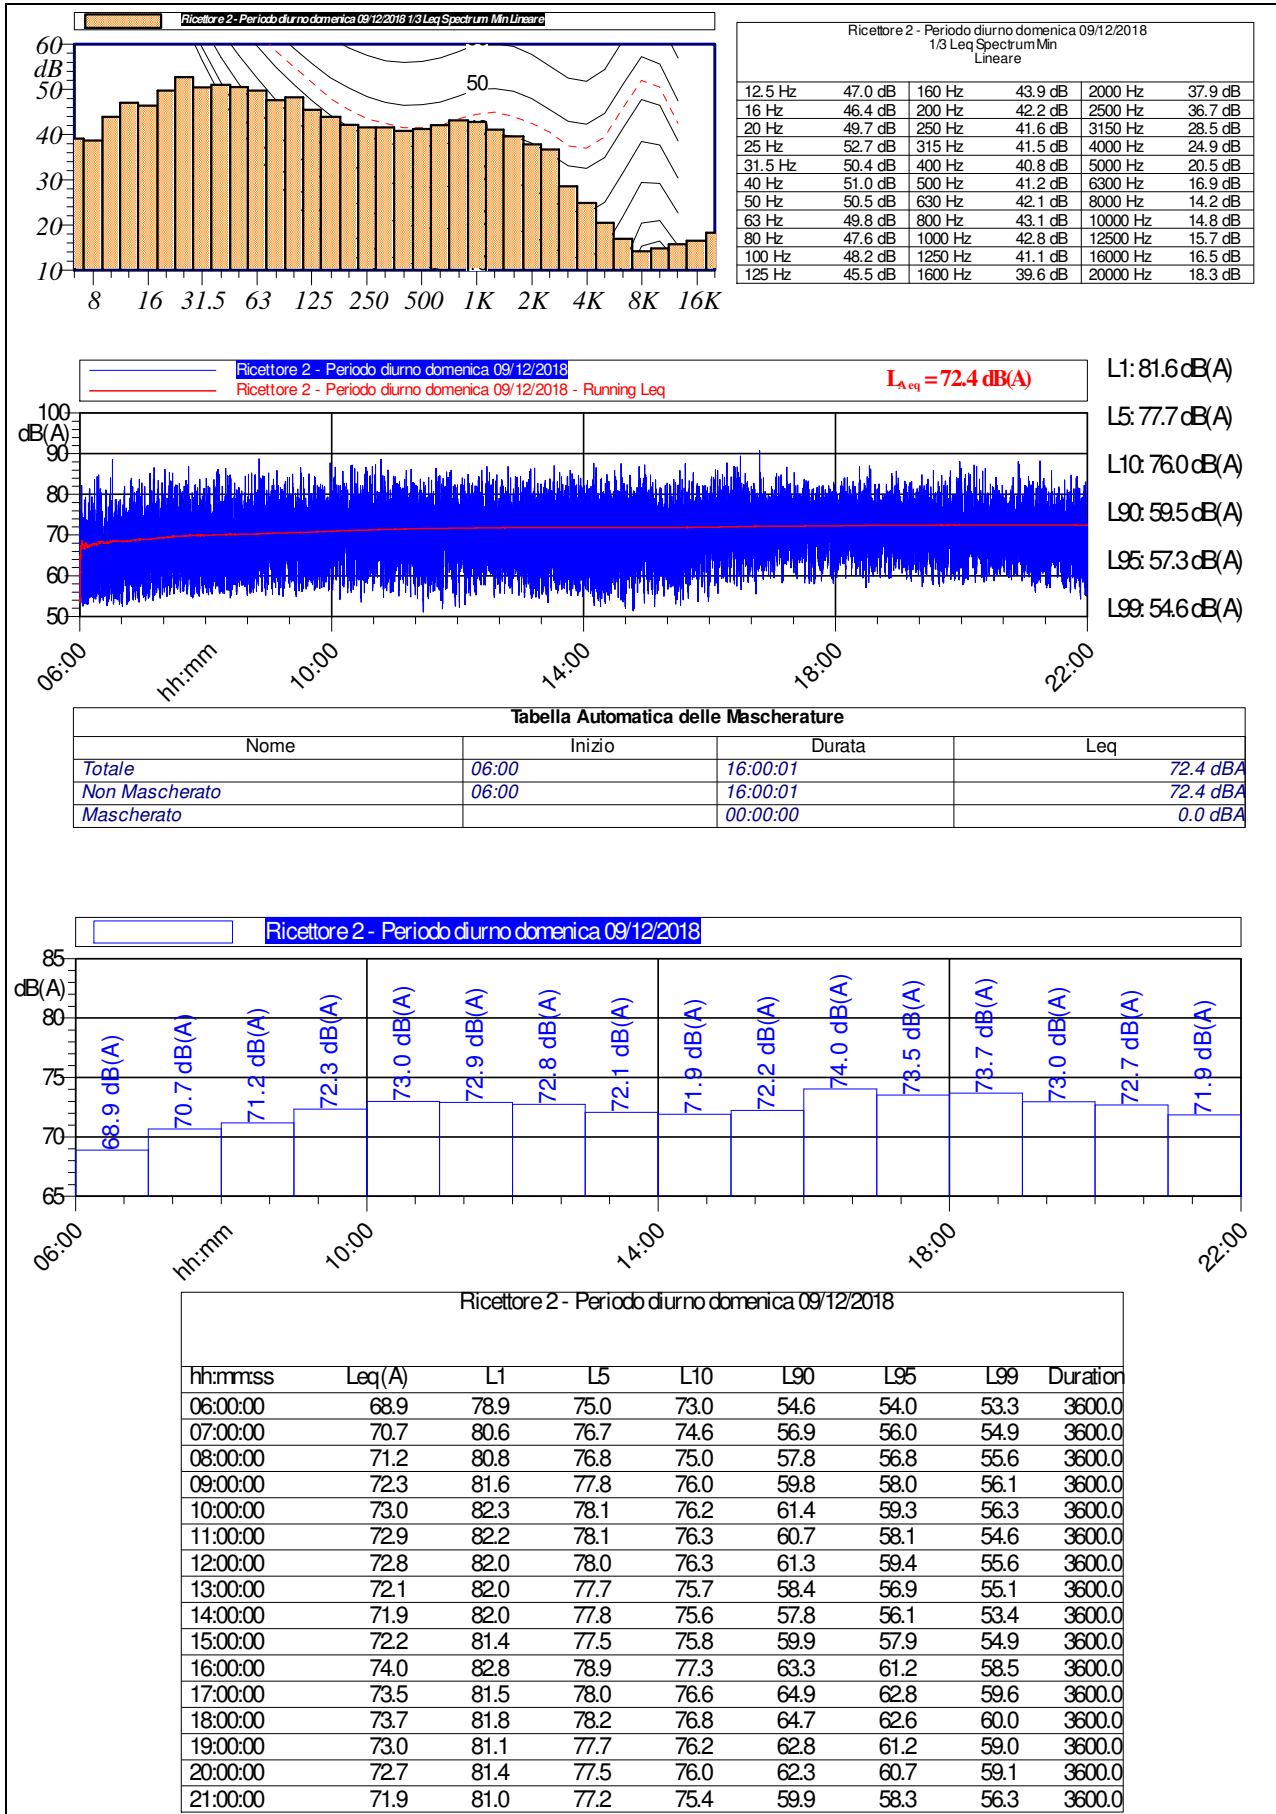 Ricettore 2 - Periodo diurno domenica 09/12/2018 1/3 Leq Spectrum Min Lineare
60
dB
50
40
30
20
10
50
8 16 31.5 63 125 250 500 1K 2K 4K 8K 16K
Ricettore 2 - Periodo diurno domenica 09/12/2018
1/3 Leq Spectrum Min
Lineare
12.5 Hz 47.0 dB 160 Hz 43.9 dB 2000 Hz 37.9 dB
16 Hz 46.4 dB 200 Hz 42.2 dB 2500 Hz 36.7 dB
20 Hz 49.7 dB 250 Hz 41.6 dB 3150 Hz 28.5 dB
25 Hz 52.7 dB 315 Hz 41.5 dB 4000 Hz 24.9 dB
31.5 Hz 50.4 dB 400 Hz 40.8 dB 5000 Hz 20.5 dB
40 Hz 51.0 dB 500 Hz 41.2 dB 6300 Hz 16.9 dB
50 Hz 50.5 dB 630 Hz 42.1 dB 8000 Hz 14.2 dB
63 Hz 49.8 dB 800 Hz 43.1 dB 10000 Hz 14.8 dB
80 Hz 47.6 dB 1000 Hz 42.8 dB 12500 Hz 15.7 dB
100 Hz 48.2 dB 1250 Hz 41.1 dB 16000 Hz 16.5 dB
125 Hz 45.5 dB 1600 Hz 39.6 dB 20000 Hz 18.3 dB
Ricettore 2 - Periodo diurno domenica 09/12/2018
Ricettore 2 - Periodo diurno domenica 09/12/2018 - Running Leq
LAeq = 72.4 dB(A)
100
dB(A)
90
80
70
60
50
06:00 hh:mm 10:00 14:00 18:00 22:00
L1: 81.6 dB(A)
L5: 77.7 dB(A)
L10: 76.0 dB(A)
L90: 59.5 dB(A)
L95: 57.3 dB(A)
L99: 54.6 dB(A)
Tabella Automatica delle Mascherature
Nome Inizio Durata Leq
Totale 06:00 16:00:01 72.4 dBA
Non Mascherato 06:00 16:00:01 72.4 dBA
Mascherato 00:00:00 0.0 dBA
Ricettore 2 - Periodo diurno domenica 09/12/2018
85
dB(A)
80
75
70
65
68.9 dB(A) 70.7 dB(A) 71.2 dB(A) 72.3 dB(A) 73.0 dB(A) 72.9 dB(A) 72.8 dB(A) 72.1 dB(A) 71.9 dB(A) 72.2 dB(A) 74.0 dB(A) 73.5 dB(A) 73.7 dB(A) 73.0 dB(A) 72.7 dB(A) 71.9 dB(A)
06:00 hh:mm 10:00 14:00 18:00 22:00
Ricettore 2 - Periodo diurno domenica 09/12/2018
hh:mm:ss Leq(A) L1 L5 L10 L90 L95 L99 Duration
06:00:00 68.9 78.9 75.0 73.0 54.6 54.0 53.3 3600.0
07:00:00 70.7 80.6 76.7 74.6 56.9 56.0 54.9 3600.0
08:00:00 71.2 80.8 76.8 75.0 57.8 56.8 55.6 3600.0
09:00:00 72.3 81.6 77.8 76.0 59.8 58.0 56.1 3600.0
10:00:00 73.0 82.3 78.1 76.2 61.4 59.3 56.3 3600.0
11:00:00 72.9 82.2 78.1 76.3 60.7 58.1 54.6 3600.0
12:00:00 72.8 82.0 78.0 76.3 61.3 59.4 55.6 3600.0
13:00:00 72.1 82.0 77.7 75.7 58.4 56.9 55.1 3600.0
14:00:00 71.9 82.0 77.8 75.6 57.8 56.1 53.4 3600.0
15:00:00 72.2 81.4 77.5 75.8 59.9 57.9 54.9 3600.0
16:00:00 74.0 82.8 78.9 77.3 63.3 61.2 58.5 3600.0
17:00:00 73.5 81.5 78.0 76.6 64.9 62.8 59.6 3600.0
18:00:00 73.7 81.8 78.2 76.8 64.7 62.6 60.0 3600.0
19:00:00 73.0 81.1 77.7 76.2 62.8 61.2 59.0 3600.0
20:00:00 72.7 81.4 77.5 76.0 62.3 60.7 59.1 3600.0
21:00:00 71.9 81.0 77.2 75.4 59.9 58.3 56.3 3600.0